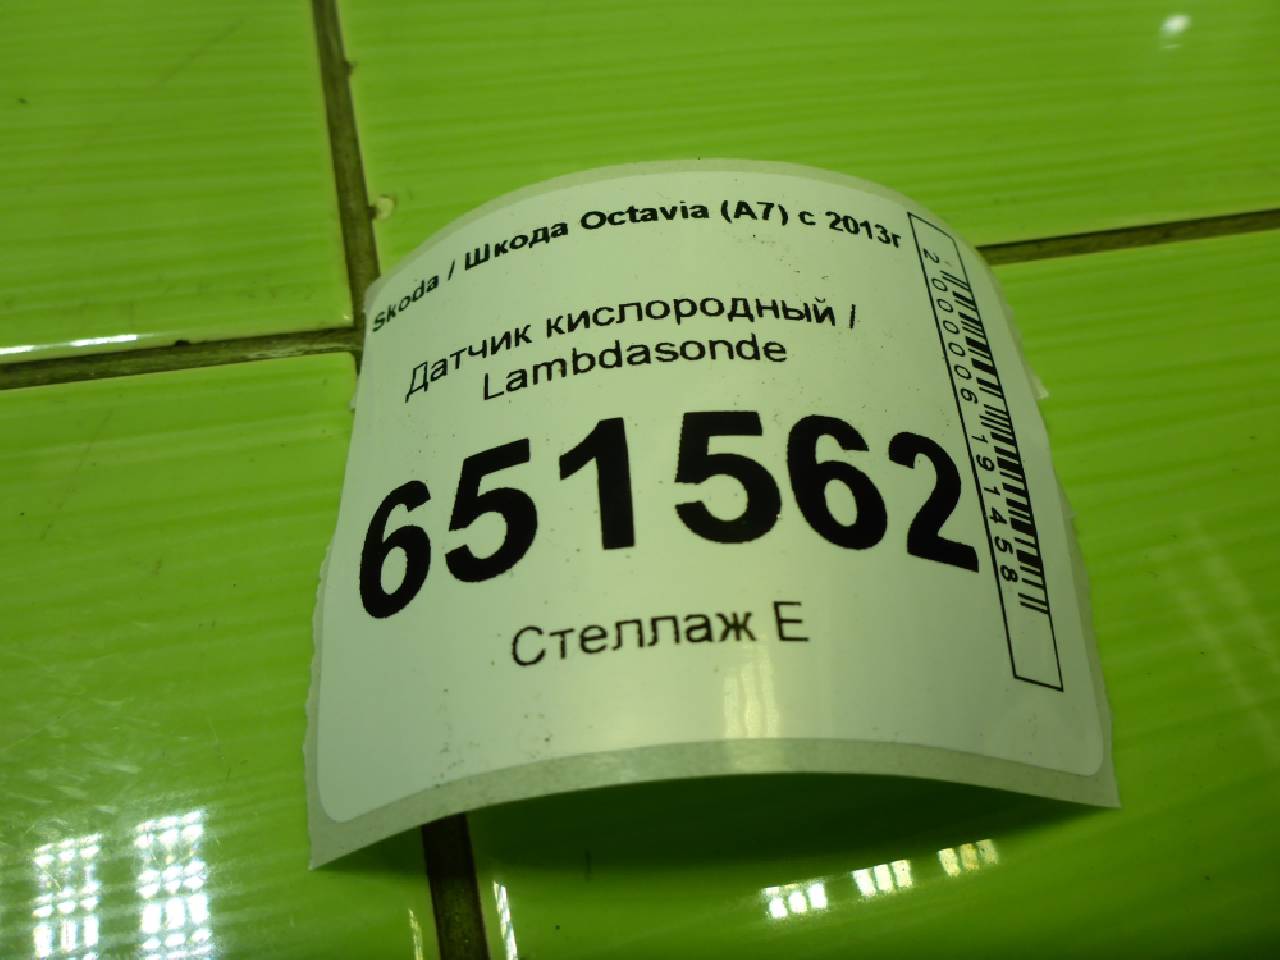 Skoda / Шкода Octavia (A7) с 2013г
Датчик кислородный /
Lambdasonde
651562
Стеллаж Е
2000006191458